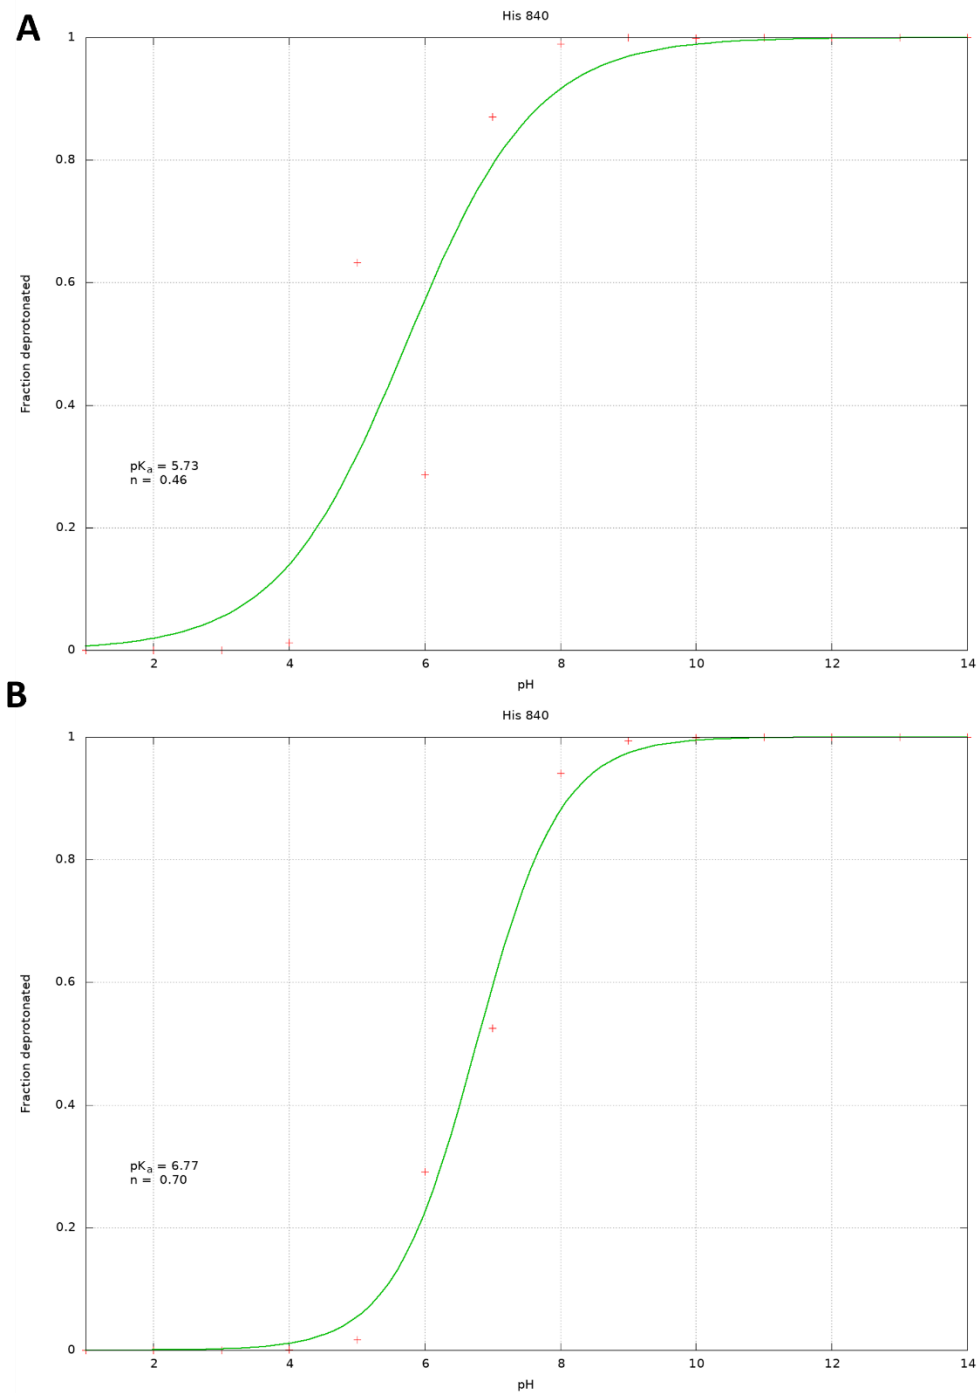 A
His 840
1
0.8
0.6
0.4
0.2
0
Fraction deprotonated
pKa = 5.73
n = 0.46
2 4 6 8 10 12 14
pH
B
His 840
1
0.8
0.6
0.4
0.2
0
Fraction deprotonated
pKa = 6.77
n = 0.70
2 4 6 8 10 12 14
pH